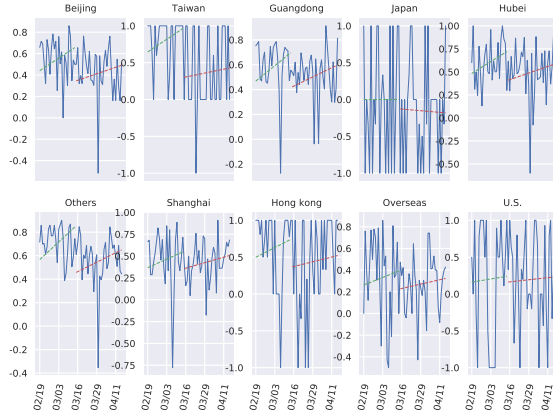 Beijing Taiwan Guangdong Japan Hubei
0.8 1.0 0.8 1.0 1.00
0.6 0.5 0.6 0.5 0.75
0.4 0.4 0.50
0.2 0.0 0.2 0.0 0.25
0.0 0.00
-0.2 -0.5 0.0 -0.5 -0.25
-0.4 -1.0 -0.2 -1.0 -0.50
Others Shanghai Hong kong Overseas U.S.
0.8 1.00 1.0 0.8 1.0
0.6 0.75 0.5 0.6 0.5
0.4 0.50 0.4
0.2 0.25 0.0 0.2 0.0
0.0 0.00 0.0
-0.2 -0.25 -0.5 -0.2 -0.5
-0.4 -0.50 -0.4
-0.75 -1.0 -1.0
02/19 03/03 03/16 03/29 04/11 02/19 03/03 03/16 03/29 04/11 02/19 03/03 03/16 03/29 04/11 02/19 03/03 03/16 03/29 04/11 02/19 03/03 03/16 03/29 04/11